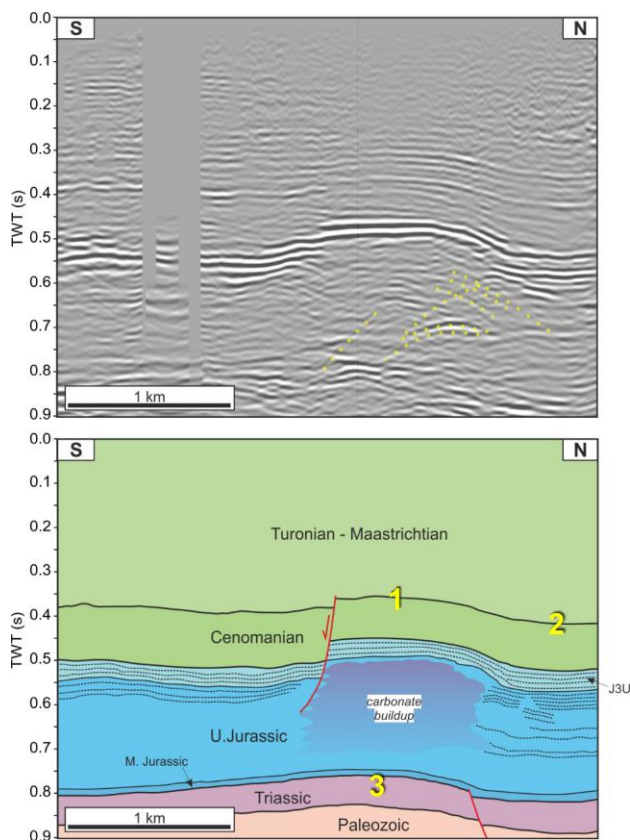 S
N
0.0
0.1
0.2
0.3
0.4
0.5
0.6
0.7
0.8
0.9
TWT (s)
1 km
S
N
0.0
0.1
0.2
0.3
0.4
0.5
0.6
0.7
0.8
0.9
TWT (s)
Turonian - Maastrichtian
1
2
Cenomanian
J3U
carbonate
buildup
U.Jurassic
M. Jurassic
3
Triassic
1 km
Paleozoic